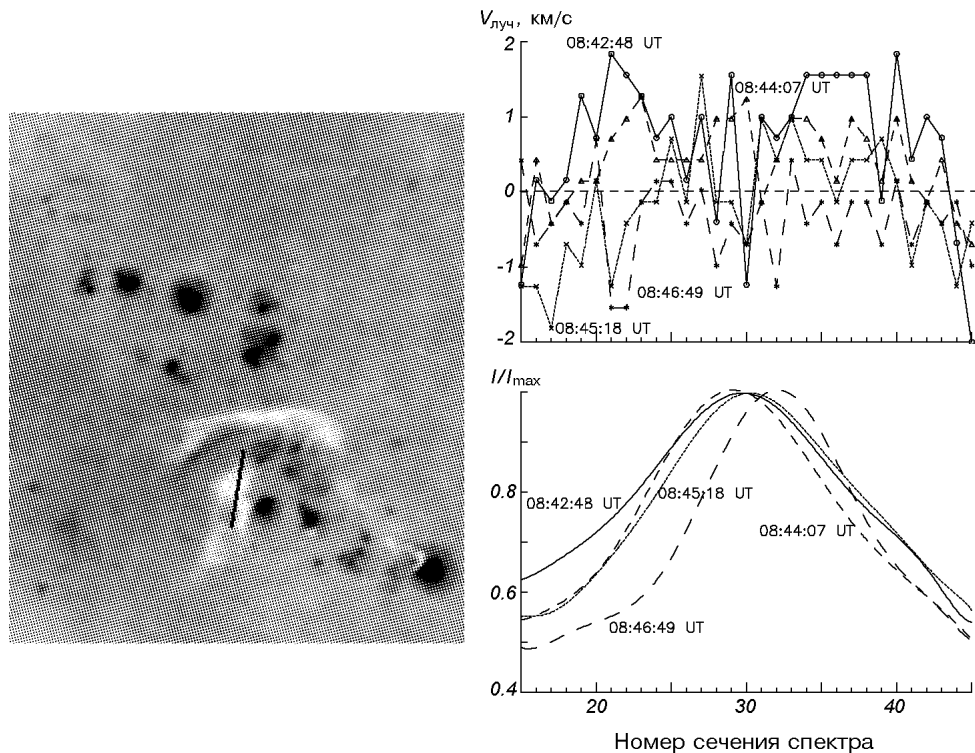 V луч, км/с
2
1
0
-1
-2
08:42:48 UT
08:44:07 UT
08:46:49 UT
08:45:18 UT
I/I max
0.8
0.6
0.4
08:42:48 UT
08:45:18 UT
08:44:07 UT
08:46:49 UT
20 30 40
Номер сечения спектра